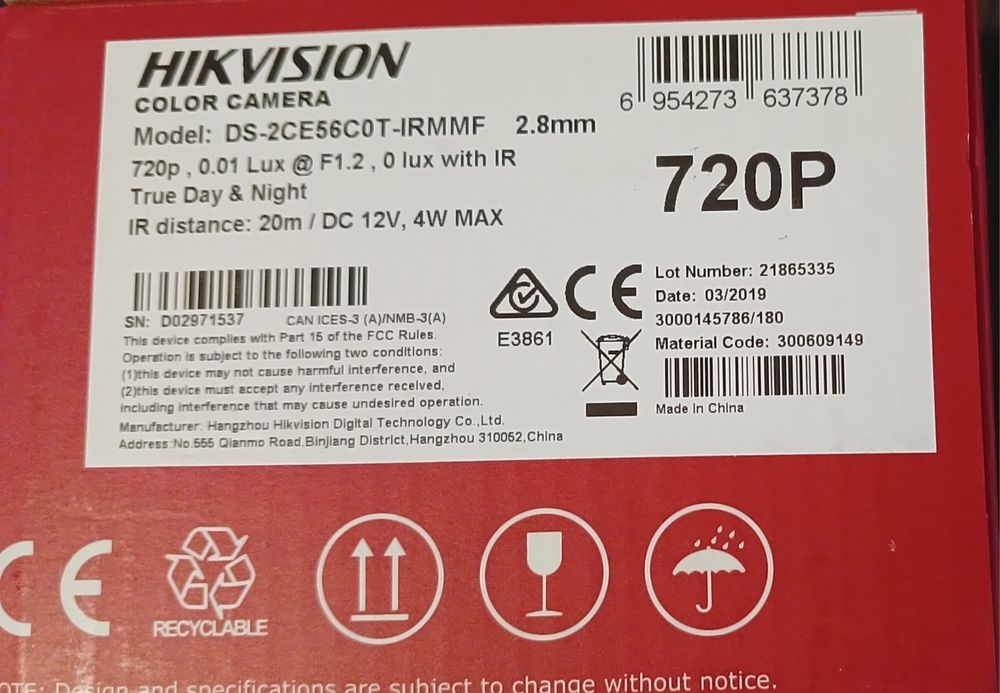 HIKVISION
COLOR CAMERA
Model: DS-2CE56C0T-IRMMF 2.8mm
720p , 0.01 Lux @ F1.2 , 0 lux with IR
True Day & Night
IR distance: 20m / DC 12V, 4W MAX
6 954273 637378
720P
SN: D02971537 CAN ICES-3 (A)/NMB-3(A)
This device complies with Part 15 of the FCC Rules.
Operation is subject to the following two conditions:
(1)this device may not cause harmful interference, and
(2)this device must accept any interference received,
including interference that may cause undesired operation.
Manufacturer: Hangzhou Hikvision Digital Technology Co.,Ltd.
Address:No.555 Qianmo Road,Binjiang District,Hangzhou 310052,China
E3861
CE
Lot Number: 21865335
Date: 03/2019
3000145786/180
Material Code: 300609149
Made in China
CE
RECYCLABLE
OTE: Design and specifications are subject to change without notice.